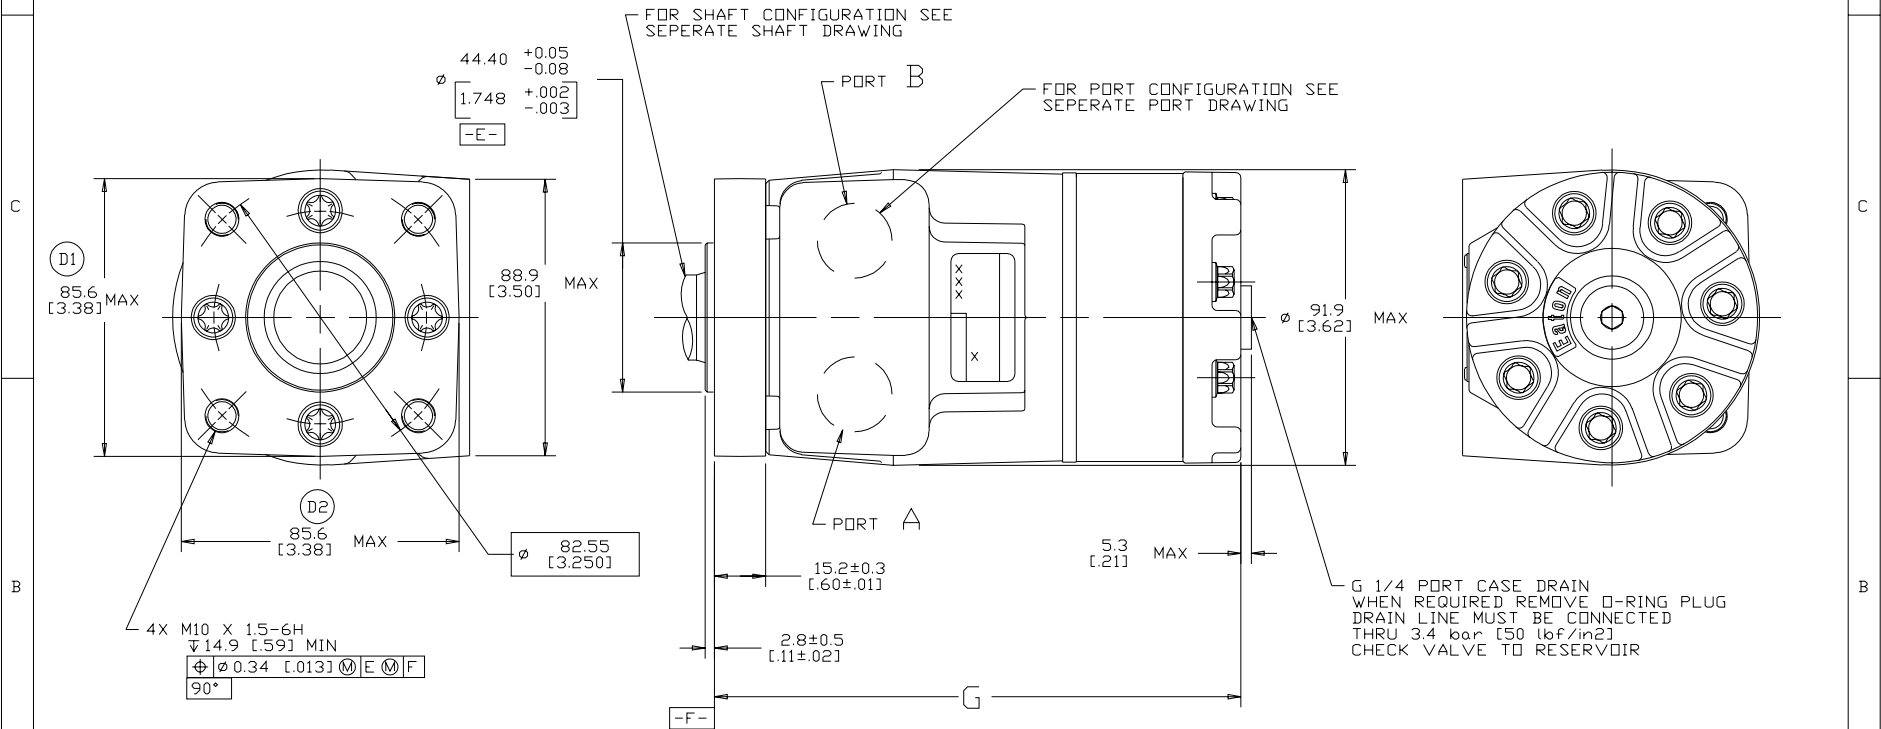 FOR SHAFT CONFIGURATION SEE
SEPERATE SHAFT DRAWING
⌀ 44.40 +0.05 -0.08
[1.748 +.002 -.003]
-E-
PORT B
FOR PORT CONFIGURATION SEE
SEPERATE PORT DRAWING
C
C
D1
85.6 MAX
[3.38]
88.9 MAX
[3.50]
X
X
X
X
⌀ 91.9 MAX
[3.62]
Eaton
D2
85.6 MAX
[3.38]
⌀ 82.55
[3.250]
PORT A
15.2±0.3
[.60±.01]
5.3 MAX
[.21]
B
B
G 1/4 PORT CASE DRAIN
WHEN REQUIRED REMOVE O-RING PLUG
DRAIN LINE MUST BE CONNECTED
THRU 3.4 bar [50 lbf/in2]
CHECK VALVE TO RESERVOIR
4X M10 X 1.5-6H
↧14.9 [.59] MIN
⌖ ⌀0.34 [.013] Ⓜ E Ⓜ F
90°
2.8±0.5
[.11±.02]
G
-F-